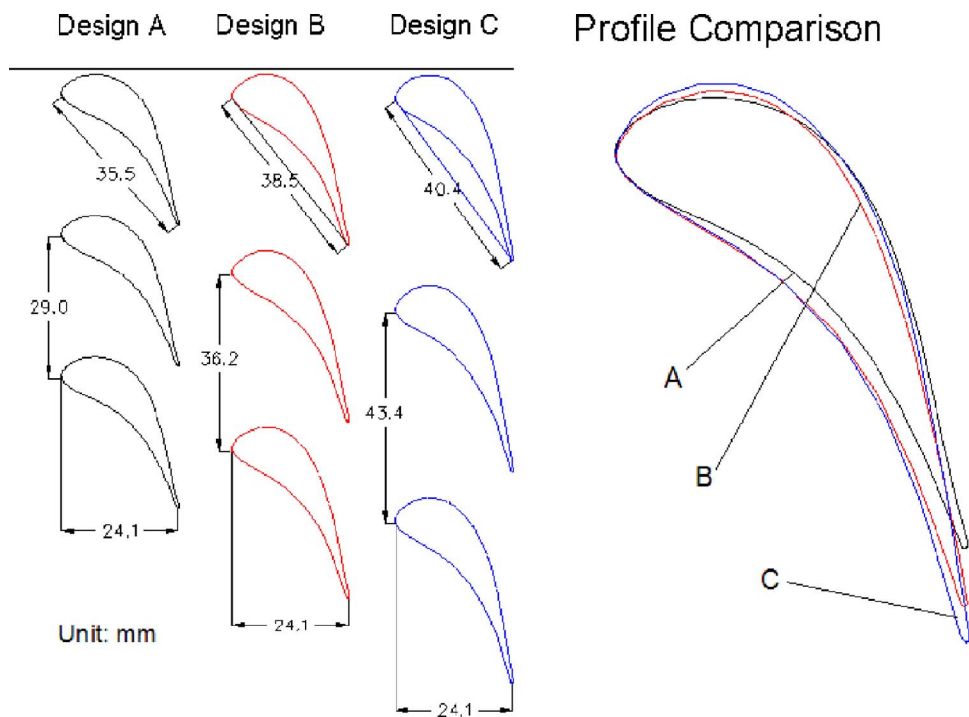 Design A Design B Design C Profile Comparison
35.5 38.5 40.4
29.0 36.2 43.4
A
B
C
24.1 24.1 24.1
Unit: mm